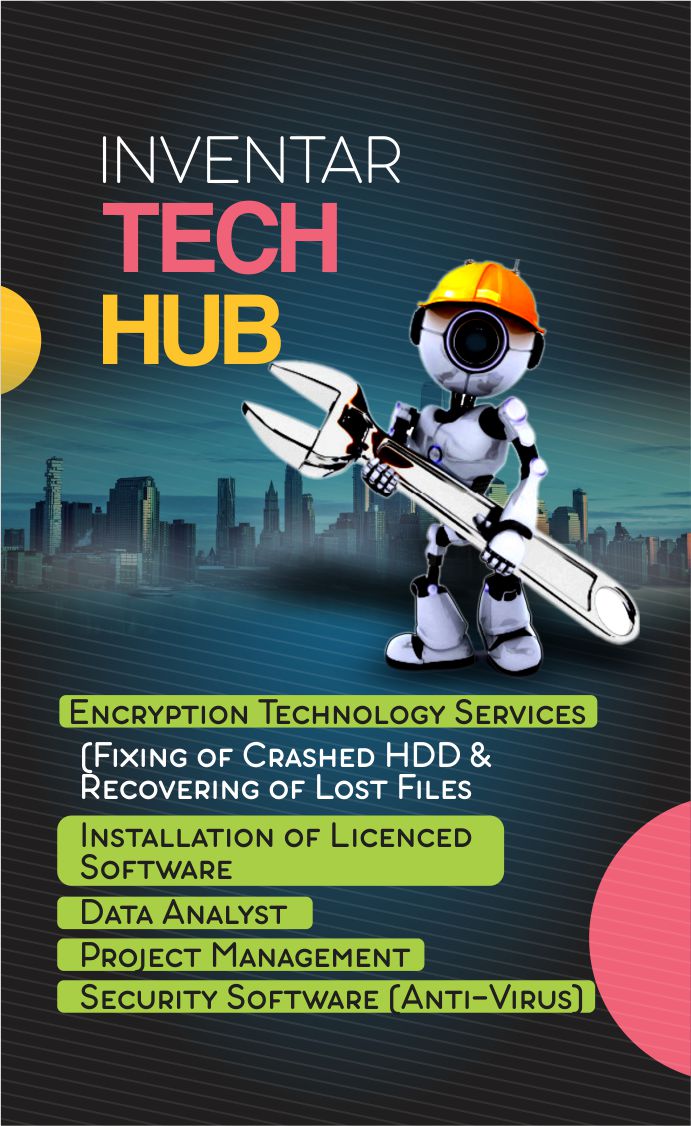 INVENTAR
TECH
HUB
Encryption Technology Services
(Fixing of Crashed HDD &
Recovering of Lost Files
Installation of Licenced
Software
Data Analyst
Project Management
Security Software (Anti-Virus)